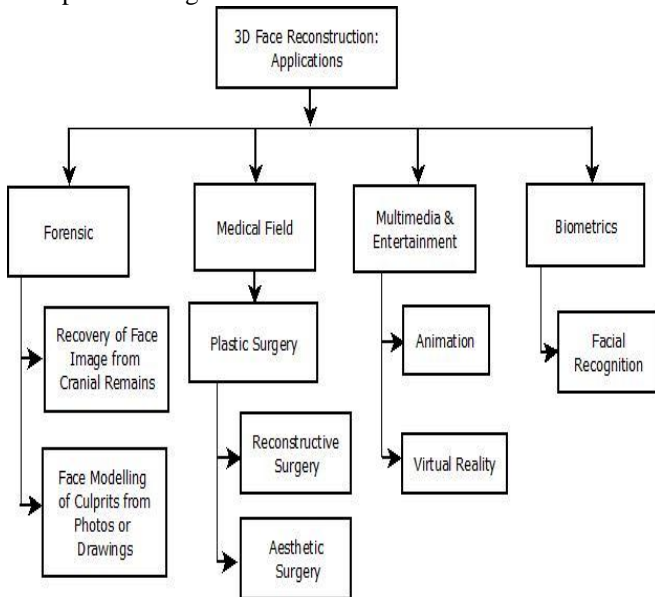 3D Face Reconstruction:
Applications
Forensic
Medical Field
Multimedia &
Entertainment
Biometrics
Recovery of Face
Image from
Cranial Remains
Plastic Surgery
Animation
Facial
Recognition
Face Modelling
of Culprits from
Photos or
Drawings
Reconstructive
Surgery
Virtual Reality
Aesthetic
Surgery